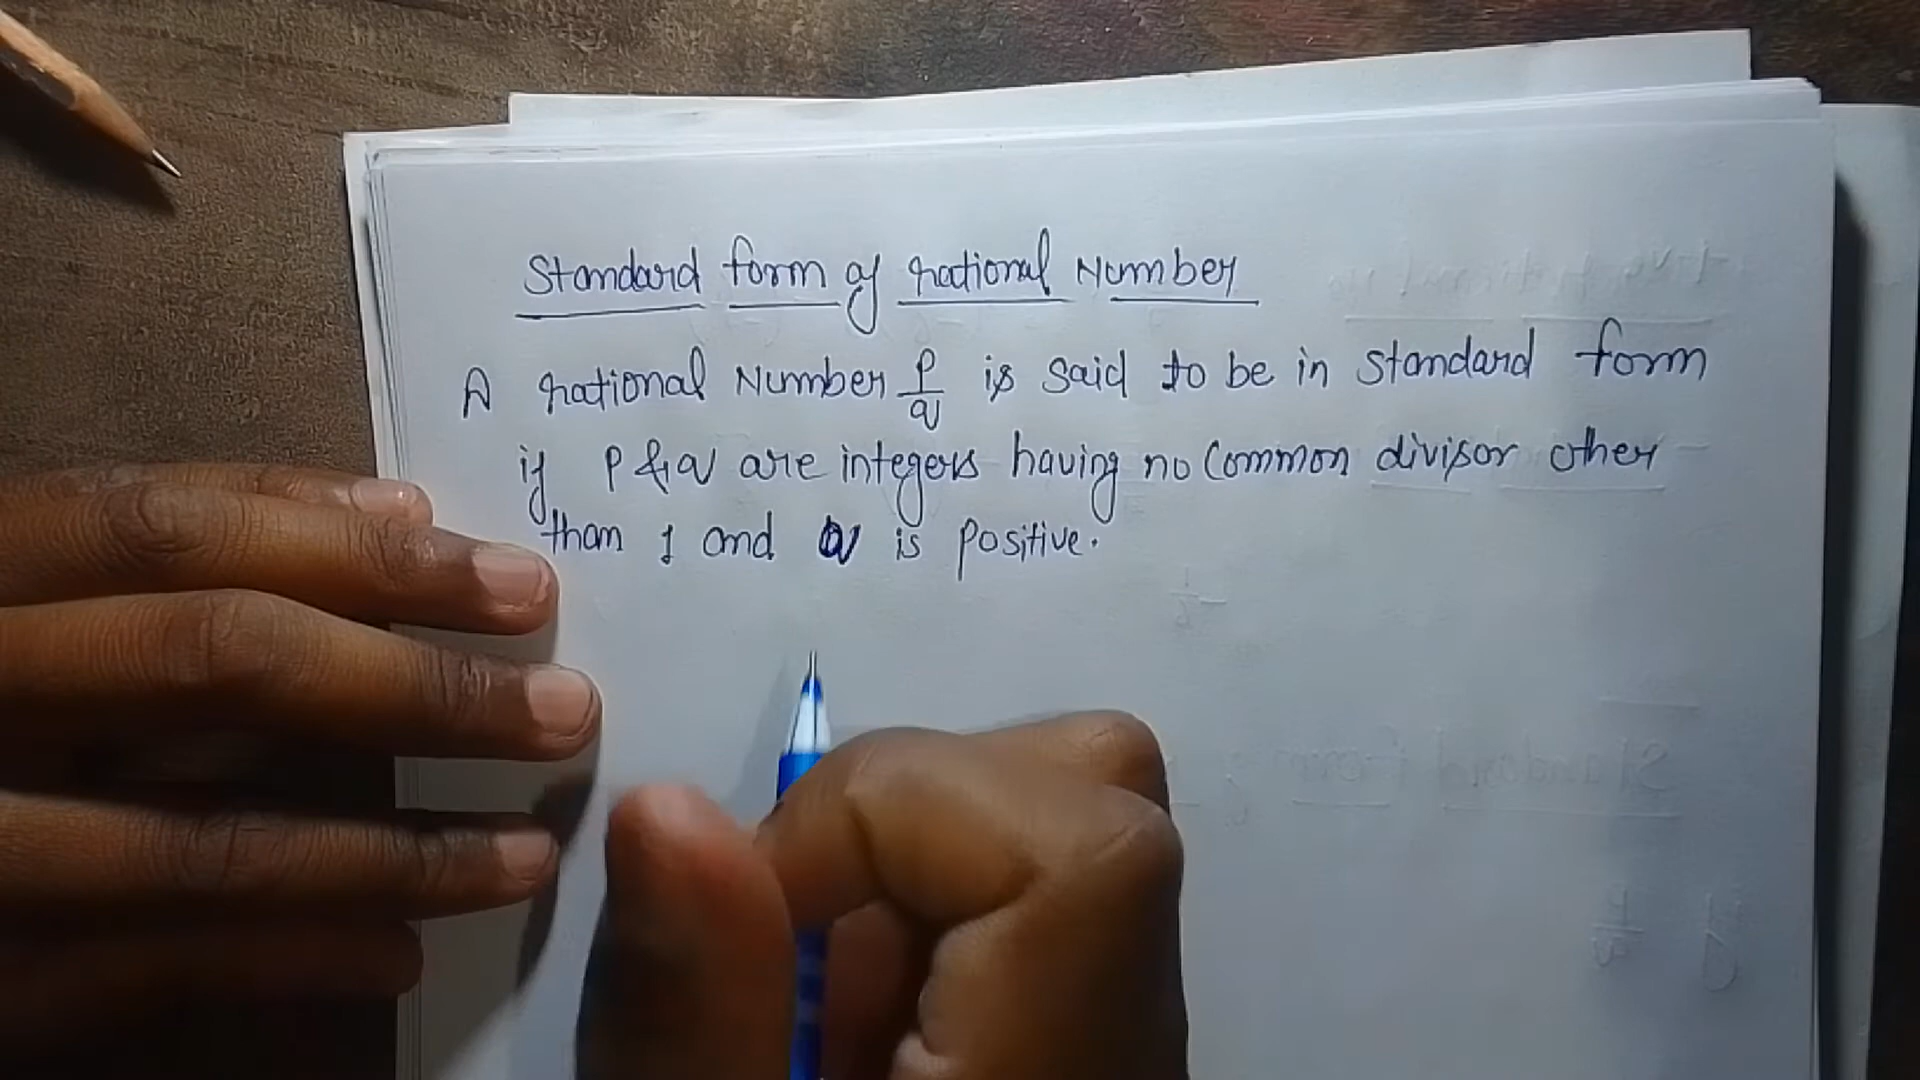 Standard form of rational Number
A rational Number p/q is said to be in standard form
if p & q are integers having no Common divisor other
than 1 and q is positive.